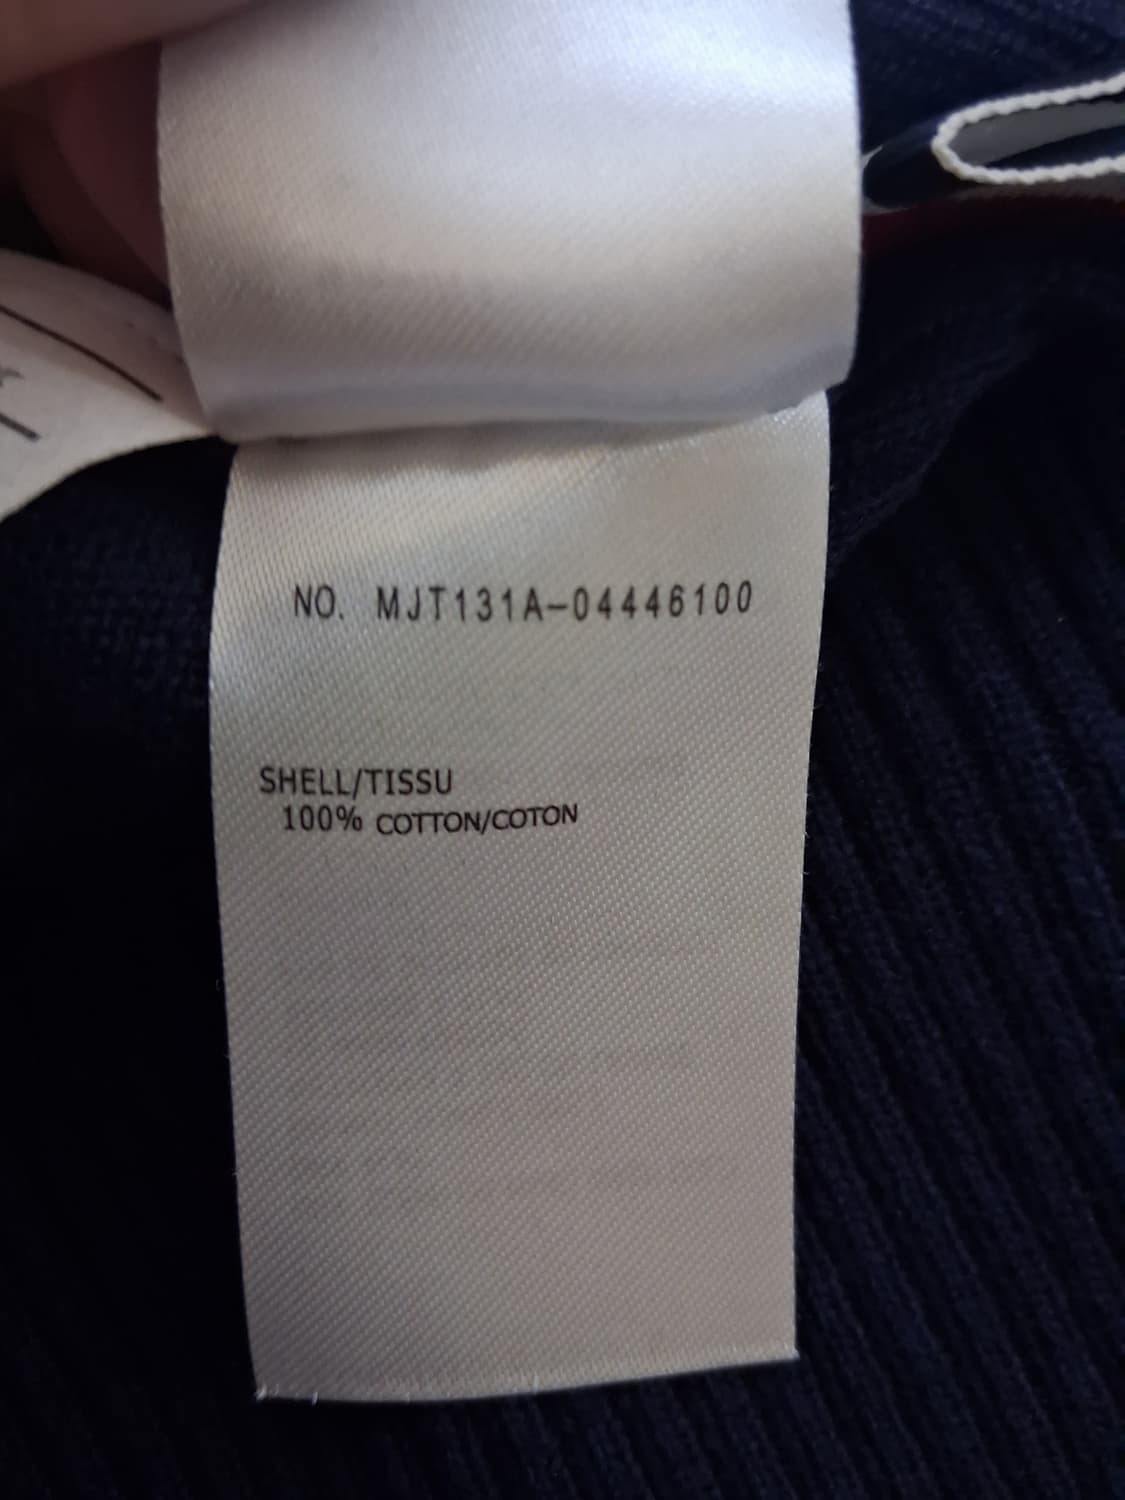 NO. MJT131A-04446100
SHELL/TISSU
100% COTTON/COTON